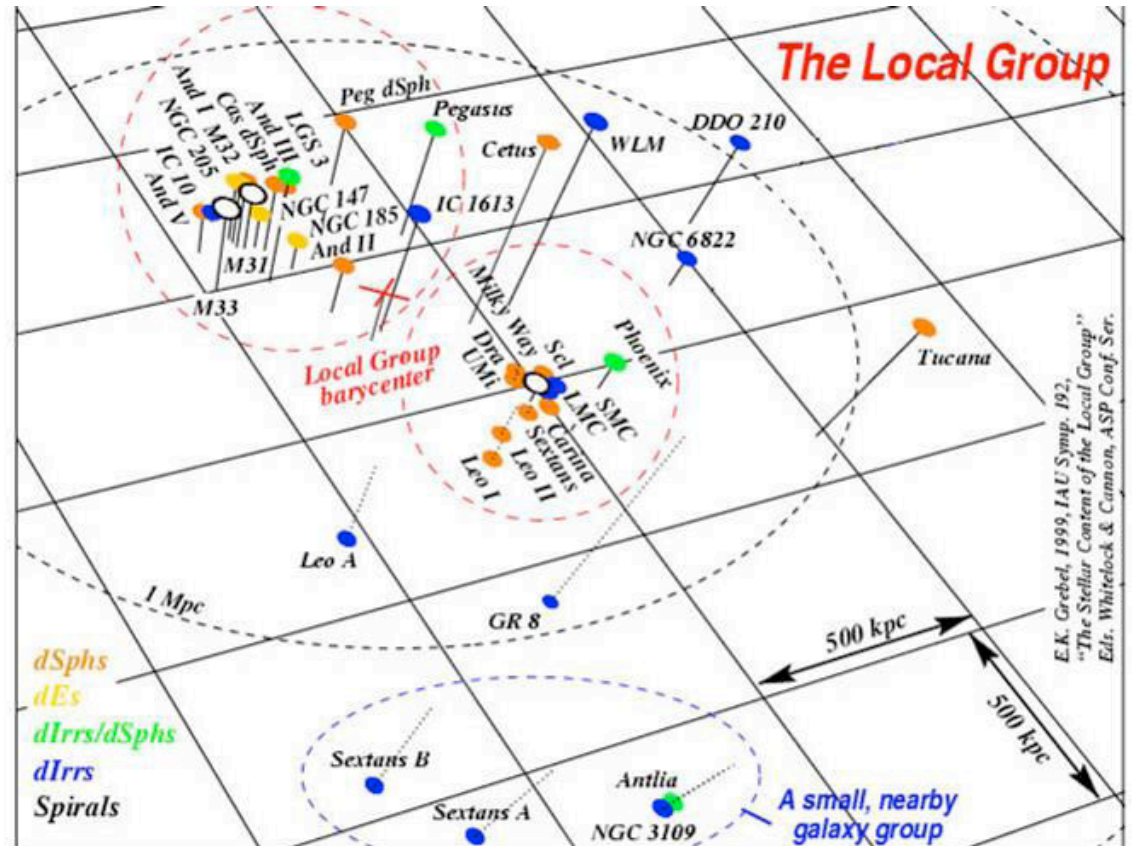 The Local Group
And I
M32
Cas dSph
And III
LGS 3
NGC 205
IC 10
And V
Peg dSph
Pegasus
Cetus
WLM
DDO 210
NGC 147
NGC 185
And II
IC 1613
NGC 6822
M31
M33
Local Group
barycenter
Milky Way
Dra
UMi
Scl
Phoenix
LMC
SMC
Carina
Sextans
Leo II
Leo I
Tucana
Leo A
1 Mpc
GR 8
500 kpc
500 kpc
dSphs
dEs
dIrrs/dSphs
dIrrs
Spirals
Sextans B
Sextans A
Antlia
NGC 3109
A small, nearby
galaxy group
E.K. Grebel, 1999, IAU Symp. 192,
"The Stellar Content of the Local Group"
Eds. Whitelock & Cannon, ASP Conf. Ser.